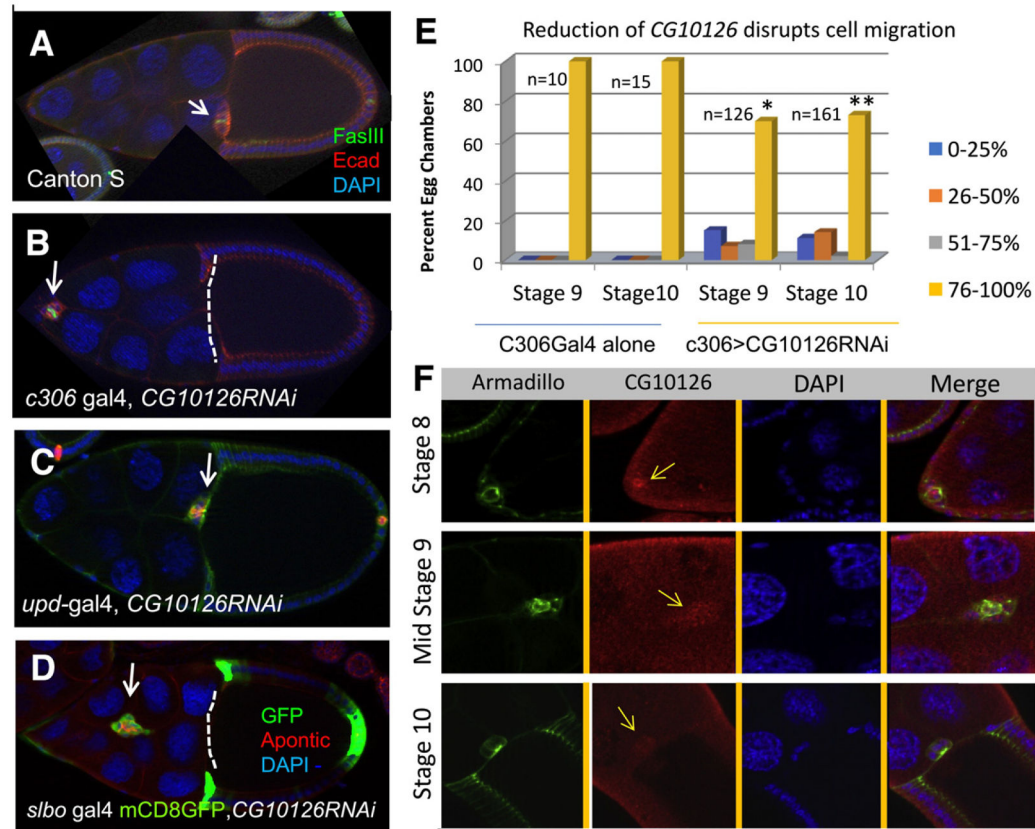 A
FasIII
Ecad
DAPI
Canton S
B
c306 gal4, CG10126RNAi
C
upd-gal4, CG10126RNAi
D
GFP
Apontic
DAPI -
slbo gal4 mCD8GFP,CG10126RNAi
E
Reduction of CG10126 disrupts cell migration
Percent Egg Chambers
100
80
60
40
20
0
n=10
n=15
n=126 *
n=161 **
Stage 9 Stage10 Stage 9 Stage 10
C306Gal4 alone c306>CG10126RNAi
0-25%
26-50%
51-75%
76-100%
F
Armadillo CG10126 DAPI Merge
Stage 8
Mid Stage 9
Stage 10